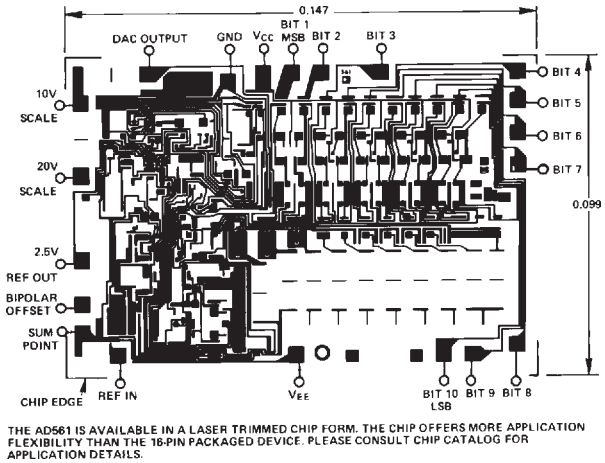 0.147
DAC OUTPUT
GND
VCC
BIT 1
MSB
BIT 2
BIT 3
BIT 4
BIT 5
BIT 6
BIT 7
10V
SCALE
20V
SCALE
0.099
2.5V
REF OUT
BIPOLAR
OFFSET
SUM
POINT
CHIP EDGE
REF IN
VEE
BIT 10
LSB
BIT 9
BIT 8
THE AD561 IS AVAILABLE IN A LASER TRIMMED CHIP FORM. THE CHIP OFFERS MORE APPLICATION
FLEXIBILITY THAN THE 16-PIN PACKAGED DEVICE. PLEASE CONSULT CHIP CATALOG FOR
APPLICATION DETAILS.